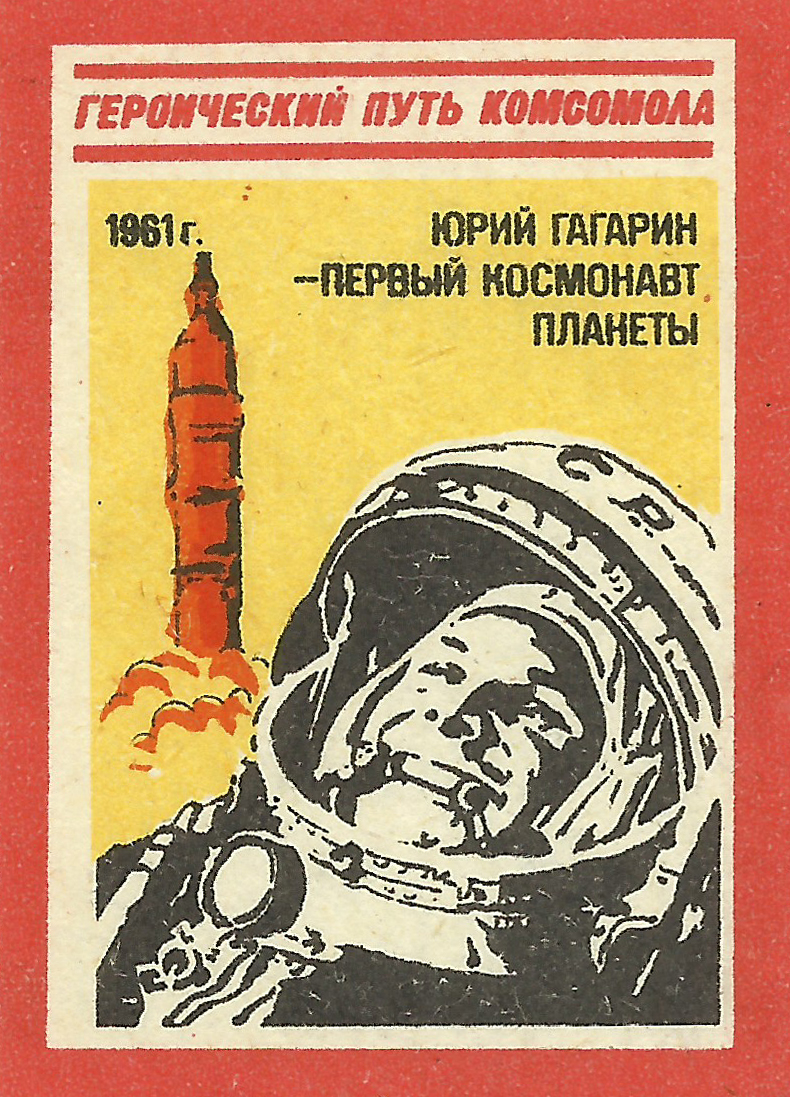 ГЕРОИЧЕСКИЙ ПУТЬ КОМСОМОЛА
1961 г.
ЮРИЙ ГАГАРИН
-ПЕРВЫЙ КОСМОНАВТ
ПЛАНЕТЫ
С Р